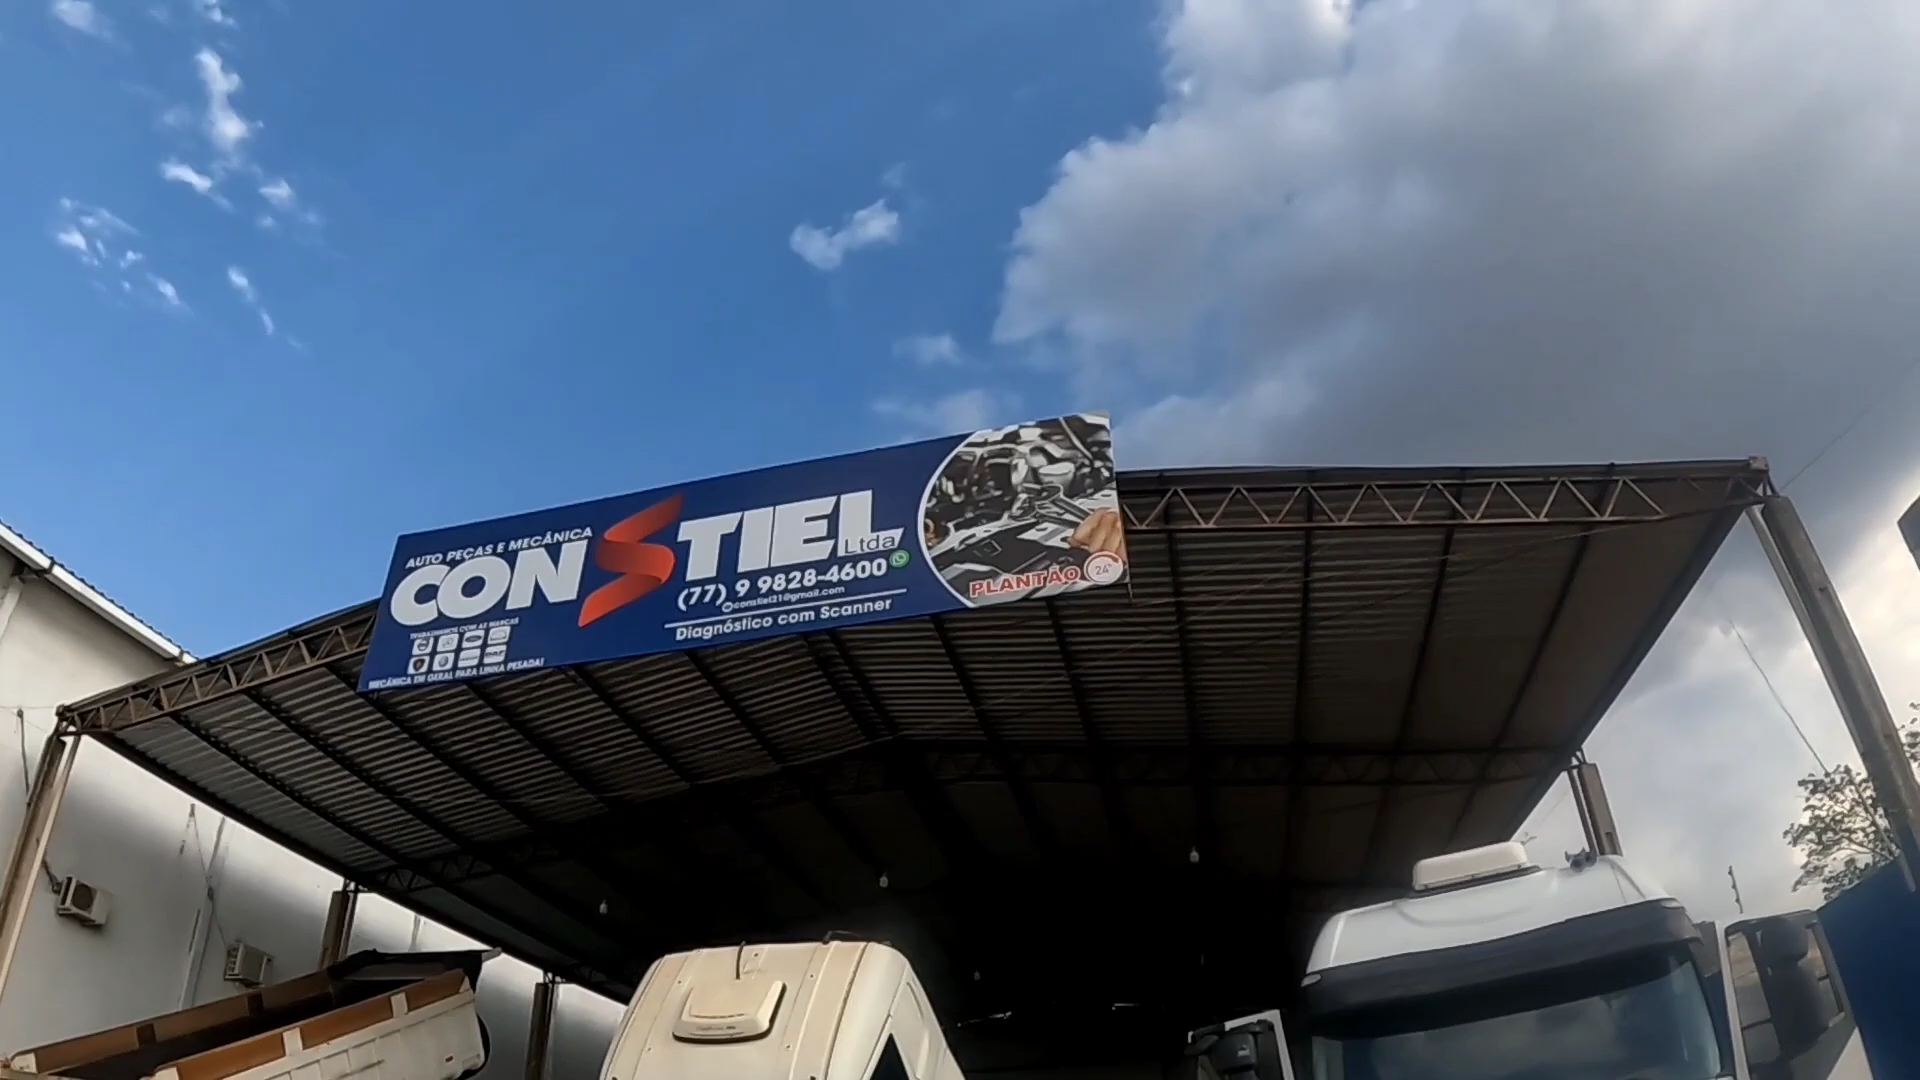 AUTO PEÇAS E MECÂNICA
CONSTIEL
Ltda
(77) 9 9828-4600
constiel21@gmail.com
Diagnóstico com Scanner
TRABALHAMOS COM AS MARCAS
MECÂNICA EM GERAL PARA LINHA PESADA!
PLANTÃO
24h